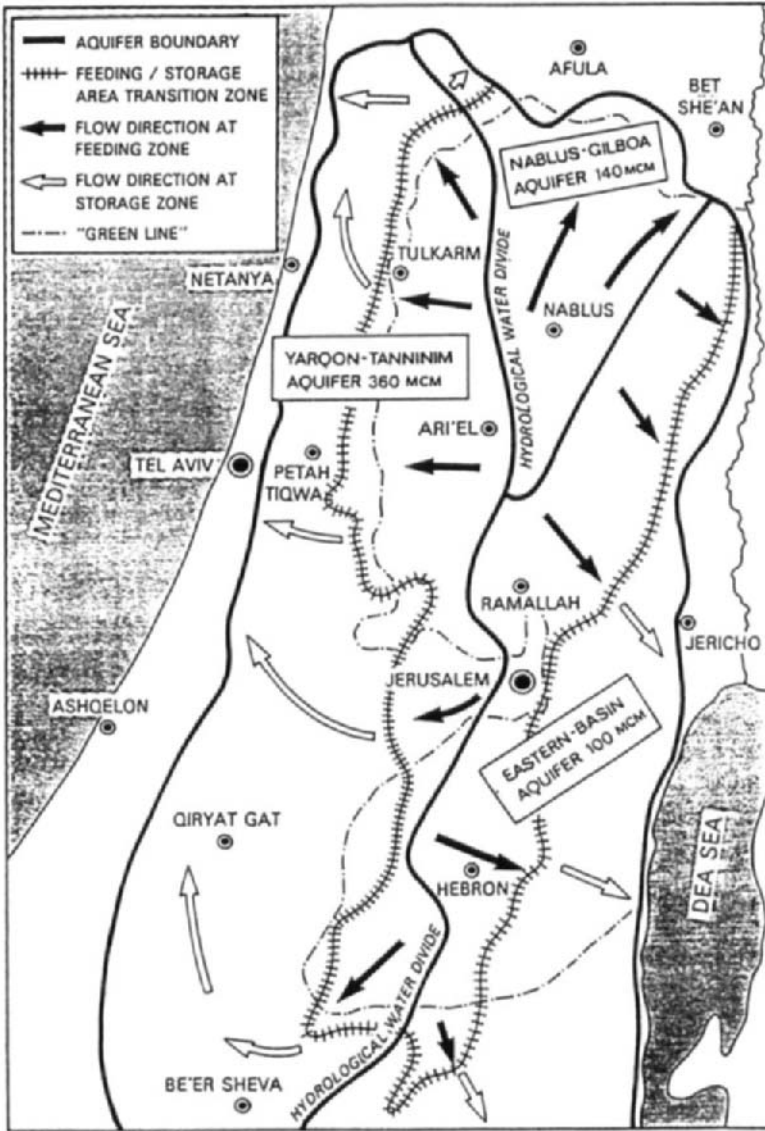 AQUIFER BOUNDARY
FEEDING / STORAGE
AREA TRANSITION ZONE
FLOW DIRECTION AT
FEEDING ZONE
FLOW DIRECTION AT
STORAGE ZONE
"GREEN LINE"
AFULA
BET
SHE'AN
NABLUS-GILBOA
AQUIFER 140 MCM
TULKARM
NETANYA
HYDROLOGICAL WATER DIVIDE
NABLUS
MEDITERRANEAN SEA
YARQON-TANNINIM
AQUIFER 360 MCM
ARI'EL
TEL AVIV
PETAH
TIQWA
RAMALLAH
JERICHO
JERUSALEM
ASHQELON
EASTERN-BASIN
AQUIFER 100 MCM
QIRYAT GAT
HEBRON
DEA SEA
HYDROLOGICAL WATER DIVIDE
BE'ER SHEVA